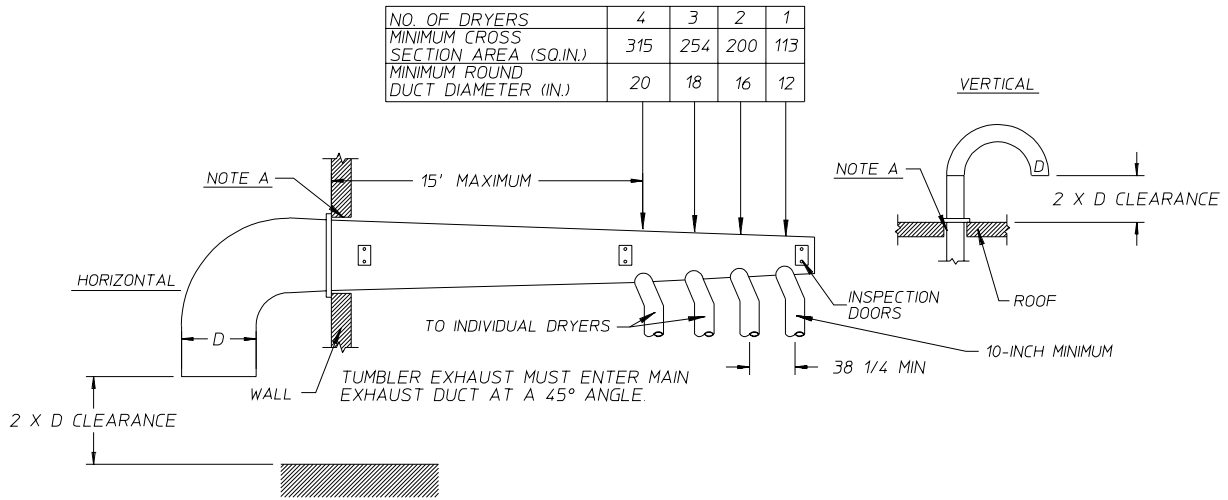 NO. OF DRYERS 4 3 2 1
MINIMUM CROSS
SECTION AREA (SQ.IN.) 315 254 200 113
MINIMUM ROUND
DUCT DIAMETER (IN.) 20 18 16 12
VERTICAL
NOTE A
15' MAXIMUM
NOTE A
D
2 X D CLEARANCE
HORIZONTAL
INSPECTION
DOORS
ROOF
D
TO INDIVIDUAL DRYERS
10-INCH MINIMUM
38 1/4 MIN
WALL
TUMBLER EXHAUST MUST ENTER MAIN
EXHAUST DUCT AT A 45° ANGLE.
2 X D CLEARANCE